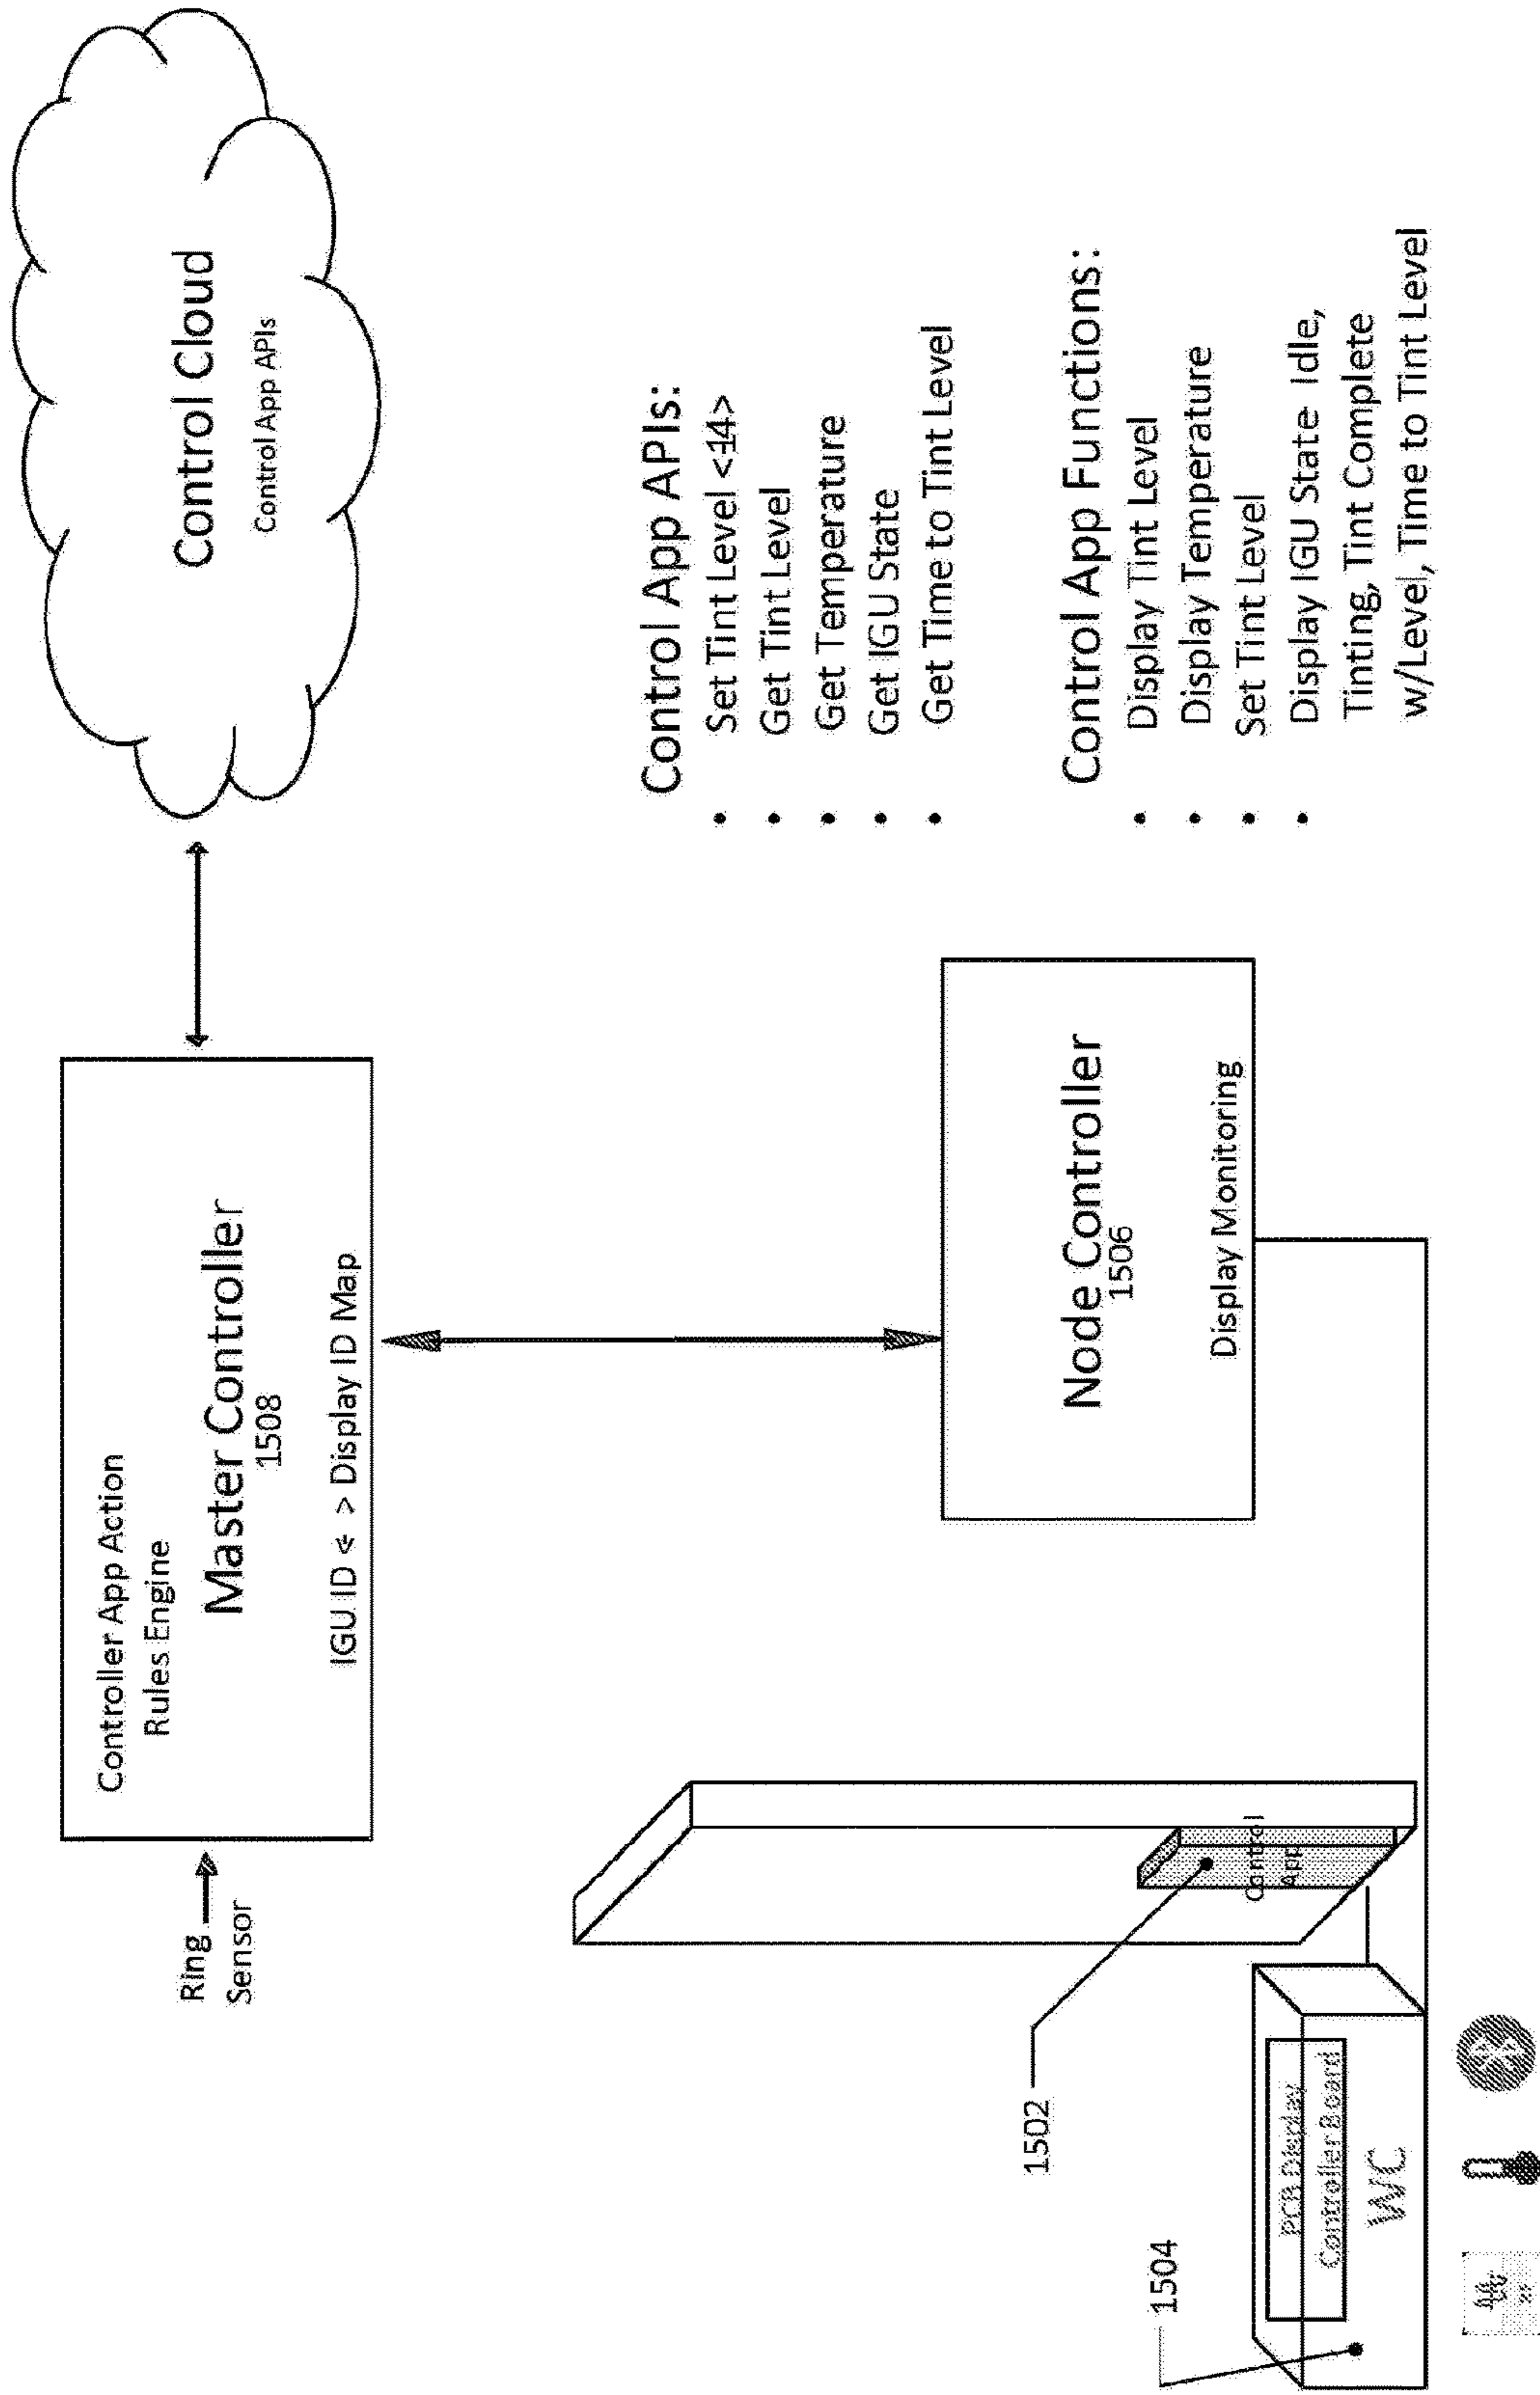 Ring
Sensor
Controller App Action
Rules Engine
Master Controller
1508
IGU ID < > Display ID Map
Control Cloud
Control App APIs
1502
Control
App
1504
PCB Display
Controller Board
WC
Node Controller
1506
Display Monitoring
Control App APIs:
• Set Tint Level <14>
• Get Tint Level
• Get Temperature
• Get IGU State
• Get Time to Tint Level
Control App Functions:
• Display Tint Level
• Display Temperature
• Set Tint Level
• Display IGU State Idle,
Tinting, Tint Complete
w/Level, Time to Tint Level